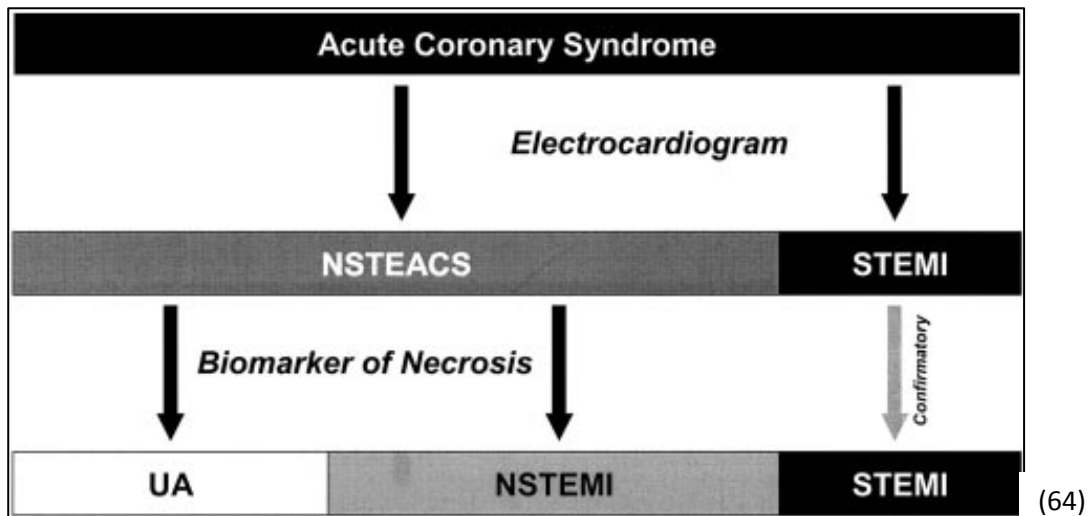 Acute Coronary Syndrome
Electrocardiogram
NSTEACS STEMI
Biomarker of Necrosis
Confirmatory
UA NSTEMI STEMI
(64)